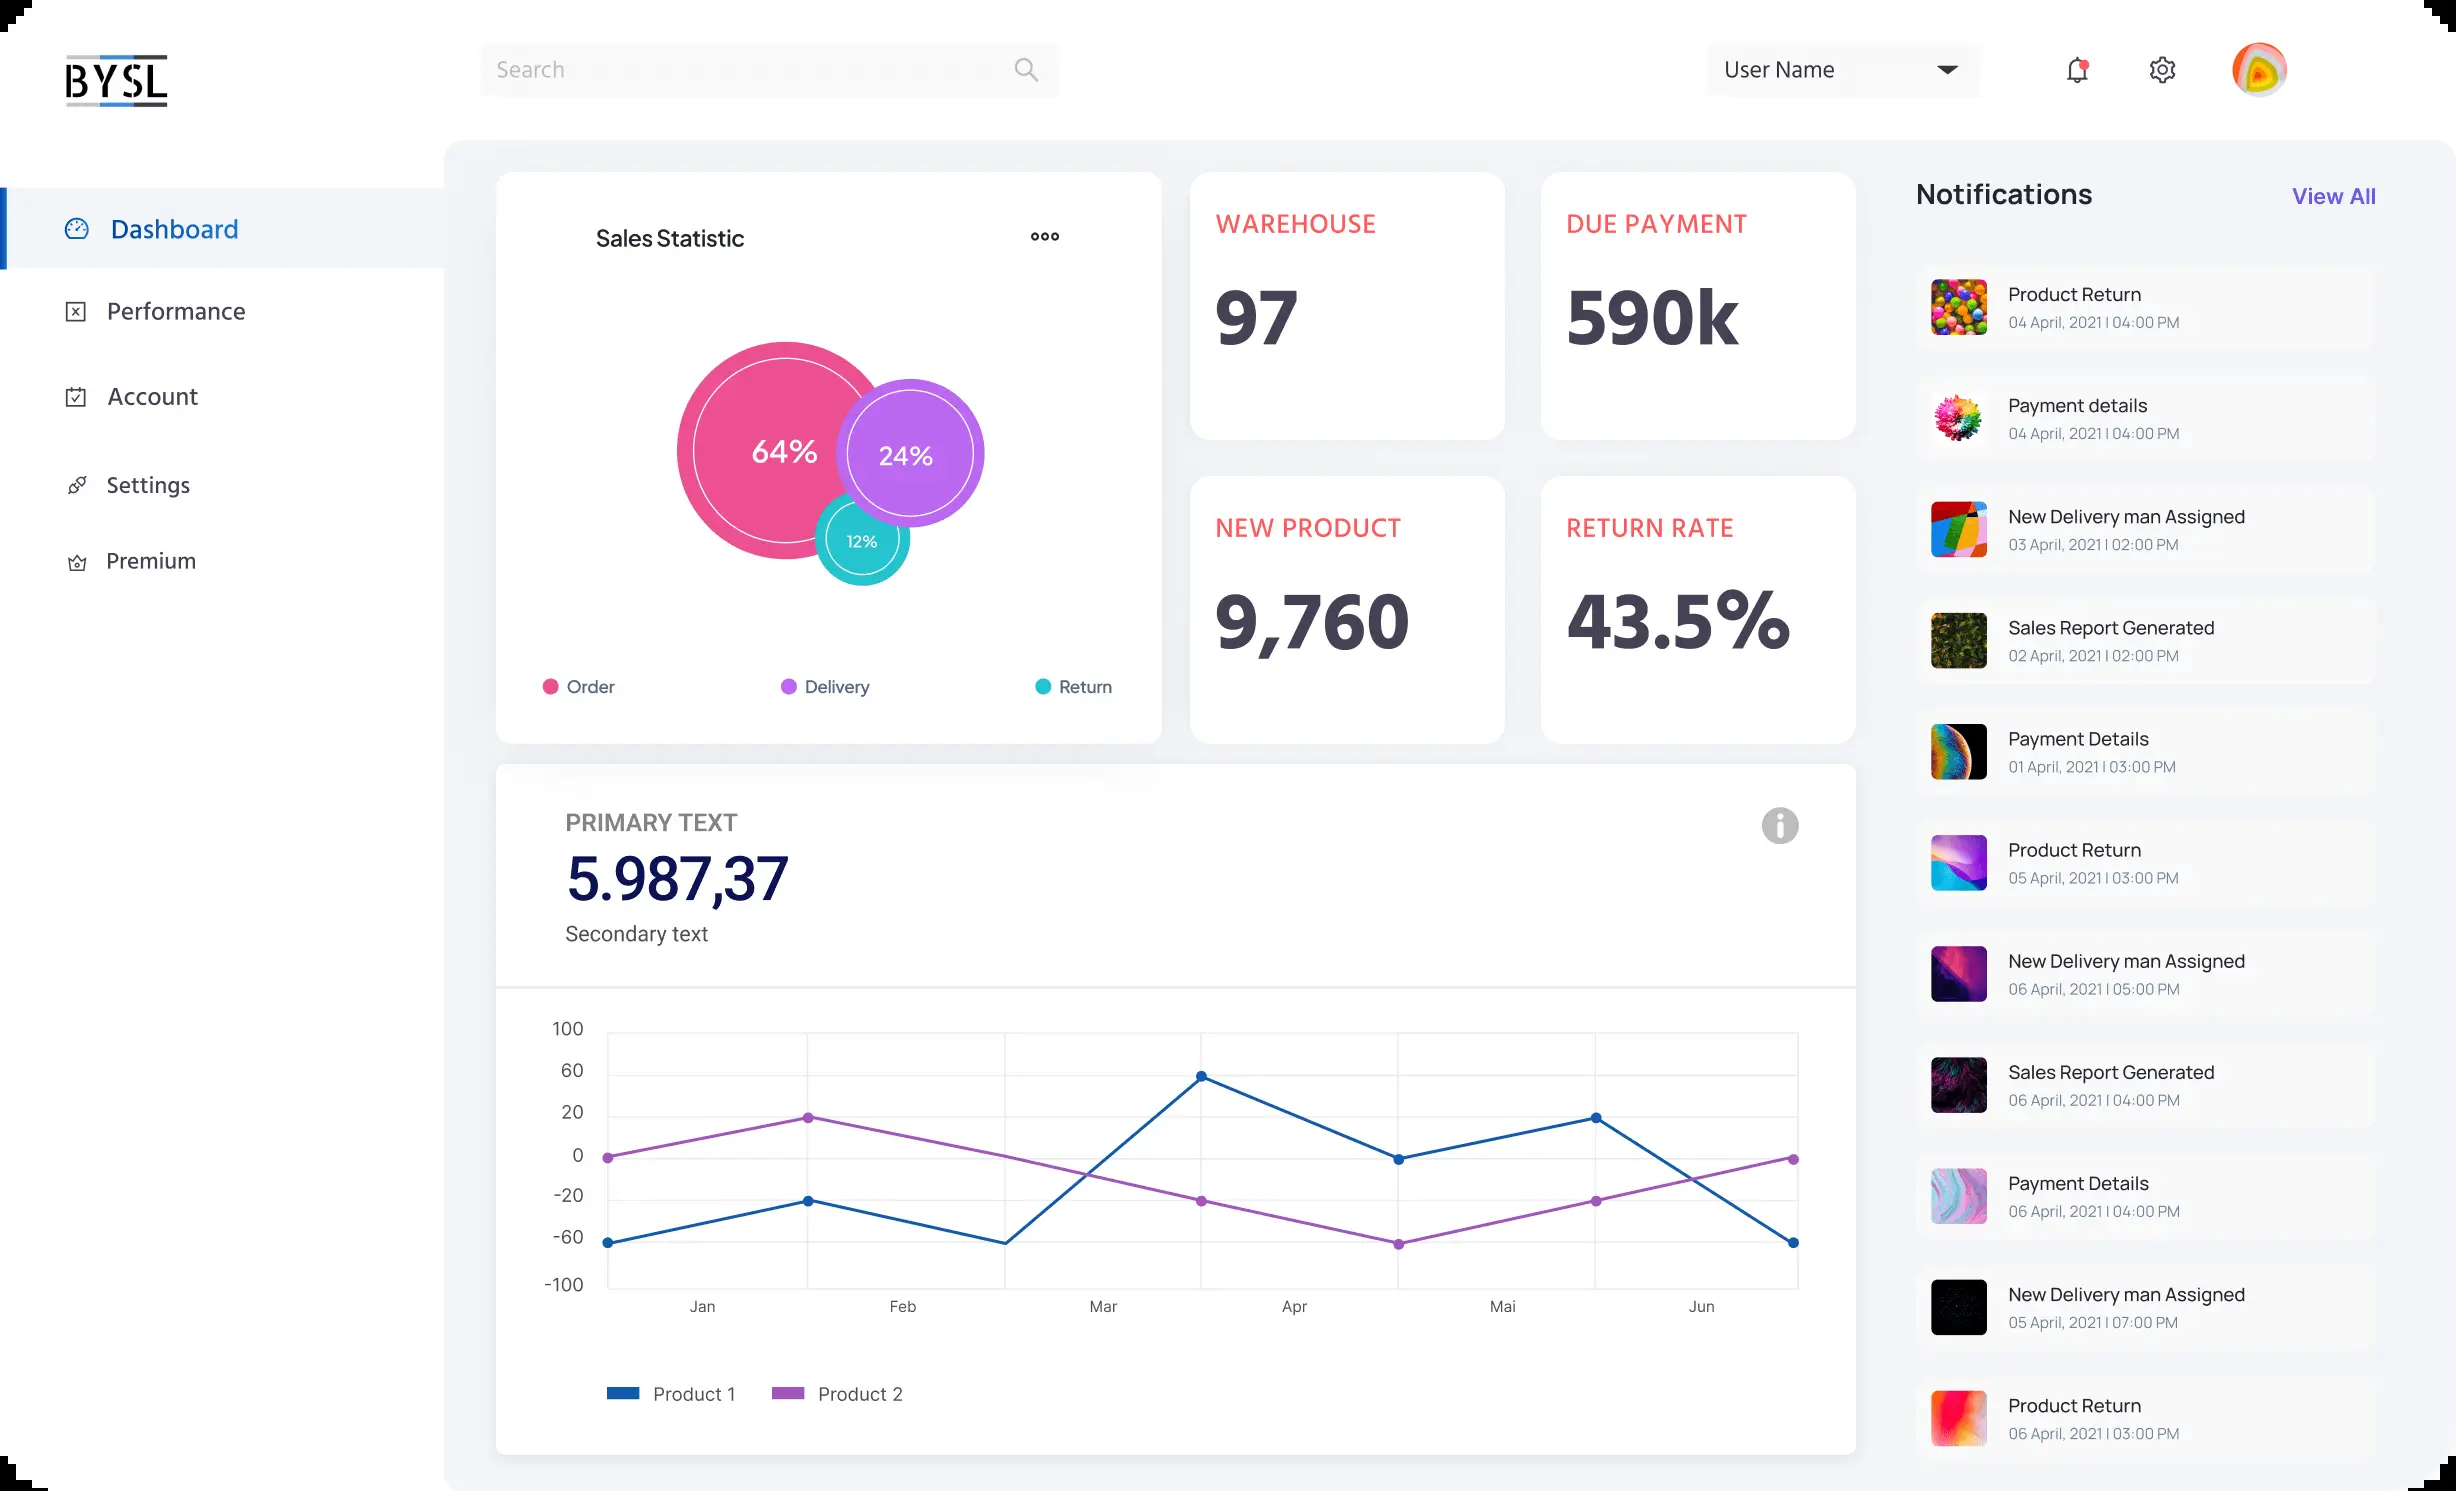 BYSL
Search
User Name
Dashboard
Performance
Account
Settings
Premium
Sales Statistic
64%
24%
12%
Order
Delivery
Return
WAREHOUSE
97
DUE PAYMENT
590k
NEW PRODUCT
9,760
RETURN RATE
43.5%
PRIMARY TEXT
5.987,37
Secondary text
100
60
20
0
-20
-60
-100
Jan Feb Mar Apr Mai Jun
Product 1 Product 2
Notifications
View All
Product Return
04 April, 2021 | 04:00 PM
Payment details
04 April, 2021 | 04:00 PM
New Delivery man Assigned
03 April, 2021 | 02:00 PM
Sales Report Generated
02 April, 2021 | 02:00 PM
Payment Details
01 April, 2021 | 03:00 PM
Product Return
05 April, 2021 | 03:00 PM
New Delivery man Assigned
06 April, 2021 | 05:00 PM
Sales Report Generated
06 April, 2021 | 04:00 PM
Payment Details
06 April, 2021 | 04:00 PM
New Delivery man Assigned
05 April, 2021 | 07:00 PM
Product Return
06 April, 2021 | 03:00 PM